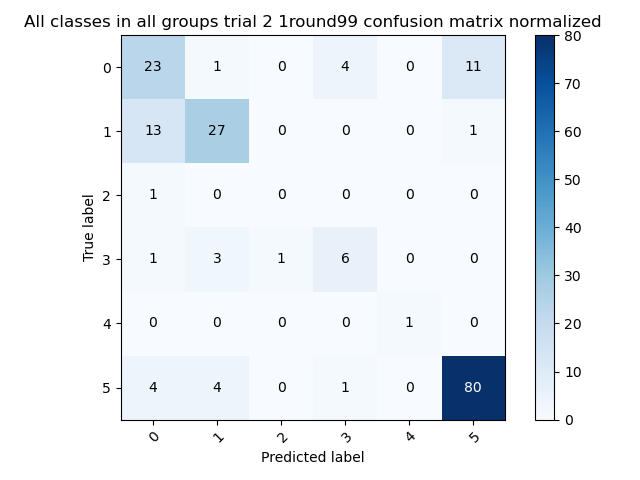 All classes in all groups trial 2 1round99 confusion matrix normalized
0 23 1 0 4 0 11
1 13 27 0 0 0 1
2 1 0 0 0 0 0
3 1 3 1 6 0 0
4 0 0 0 0 1 0
5 4 4 0 1 0 80
0 1 2 3 4 5
Predicted label
True label
80
70
60
50
40
30
20
10
0